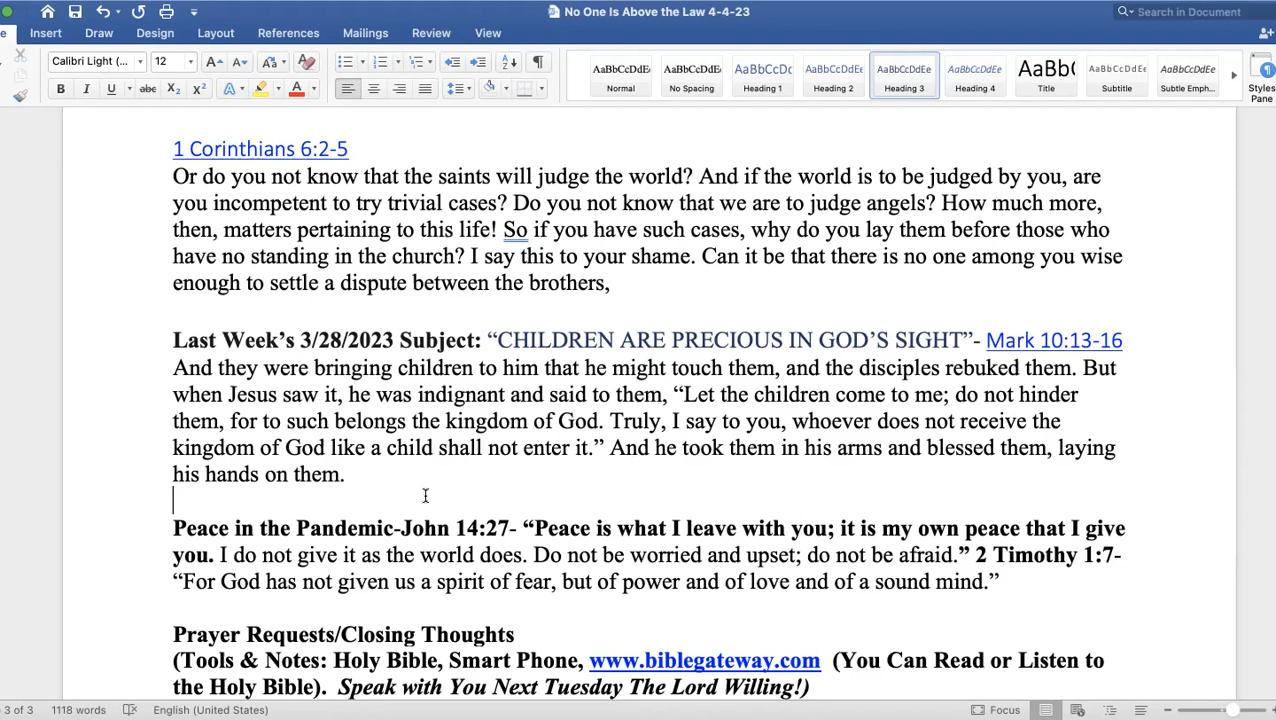 No One Is Above the Law 4-4-23
Search in Document
Insert Draw Design Layout References Mailings Review View
Calibri Light (... 12
AaBbCcDdEe AaBbCcDdEe AaBbCcDc AaBbCcDdEe AaBbCcDdEe AaBbCcDdEe AaBbC AaBbCcDdEe AaBbCcDdEe
Normal No Spacing Heading 1 Heading 2 Heading 3 Heading 4 Title Subtitle Subtle Emph... Styles
Pane
1 Corinthians 6:2-5
Or do you not know that the saints will judge the world? And if the world is to be judged by you, are
you incompetent to try trivial cases? Do you not know that we are to judge angels? How much more,
then, matters pertaining to this life! So if you have such cases, why do you lay them before those who
have no standing in the church? I say this to your shame. Can it be that there is no one among you wise
enough to settle a dispute between the brothers,
Last Week’s 3/28/2023 Subject: “CHILDREN ARE PRECIOUS IN GOD’S SIGHT”- Mark 10:13-16
And they were bringing children to him that he might touch them, and the disciples rebuked them. But
when Jesus saw it, he was indignant and said to them, “Let the children come to me; do not hinder
them, for to such belongs the kingdom of God. Truly, I say to you, whoever does not receive the
kingdom of God like a child shall not enter it.” And he took them in his arms and blessed them, laying
his hands on them.
Peace in the Pandemic-John 14:27- “Peace is what I leave with you; it is my own peace that I give
you. I do not give it as the world does. Do not be worried and upset; do not be afraid.” 2 Timothy 1:7-
“For God has not given us a spirit of fear, but of power and of love and of a sound mind.”
Prayer Requests/Closing Thoughts
(Tools & Notes: Holy Bible, Smart Phone, www.biblegateway.com (You Can Read or Listen to
the Holy Bible). Speak with You Next Tuesday The Lord Willing!)
3 of 3 1118 words English (United States) Focus